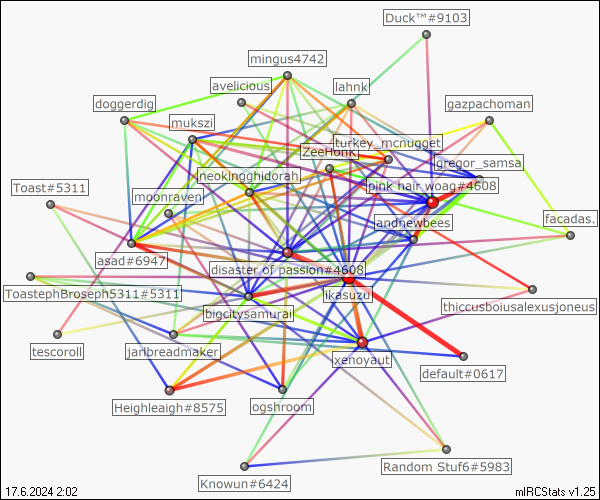 Duck™#9103
mingus4742
avelicious
lahnk
doggerdig
gazpachoman
mukszi
turkey_mcnugget
ZeeHonk
gregor_samsa
neokingghidorah
pink hair woag#4608
Toast#5311
moonraven
andnewbees
facadas.
asad#6947
disaster of passion#4608
ToastephBroseph5311#5311
ikasuzu
bigcitysamurai
thiccusboiusalexusjoneus
tescoroll
jaribreadmaker
xenoyaut
default#0617
Heighleaigh#8575
ogshroom
Random Stuf6#5983
Knowun#6424
17.6.2024 2:02
mIRCStats v1.25